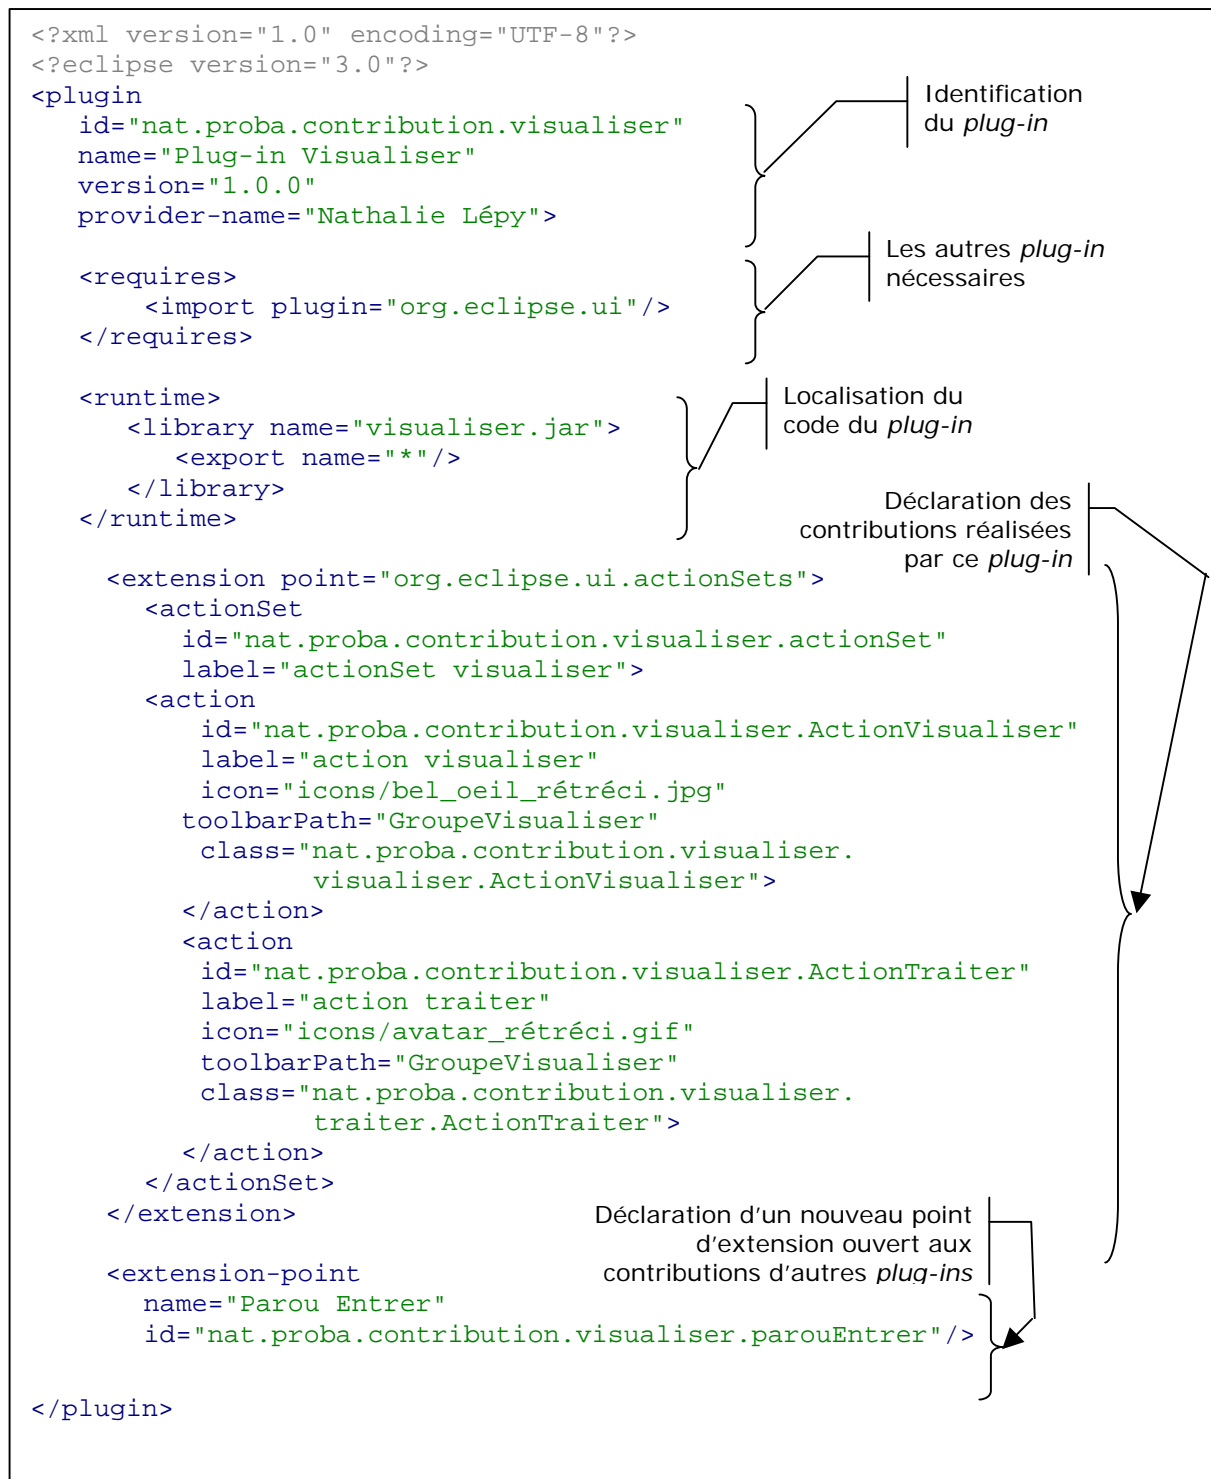 <?xml version="1.0" encoding="UTF-8"?>
<?eclipse version="3.0"?>
<plugin
id="nat.proba.contribution.visualiser"
name="Plug-in Visualiser"
version="1.0.0"
provider-name="Nathalie Lépy">
Identification
du plug-in
<requires>
<import plugin="org.eclipse.ui"/>
</requires>
Les autres plug-in
nécessaires
<runtime>
<library name="visualiser.jar">
<export name="*"/>
</library>
</runtime>
Localisation du
code du plug-in
Déclaration des
contributions réalisées
par ce plug-in
<extension point="org.eclipse.ui.actionSets">
<actionSet
id="nat.proba.contribution.visualiser.actionSet"
label="actionSet visualiser">
<action
id="nat.proba.contribution.visualiser.ActionVisualiser"
label="action visualiser"
icon="icons/bel_oeil_rétréci.jpg"
toolbarPath="GroupeVisualiser"
class="nat.proba.contribution.visualiser.
visualiser.ActionVisualiser">
</action>
<action
id="nat.proba.contribution.visualiser.ActionTraiter"
label="action traiter"
icon="icons/avatar_rétréci.gif"
toolbarPath="GroupeVisualiser"
class="nat.proba.contribution.visualiser.
traiter.ActionTraiter">
</action>
</actionSet>
</extension>
Déclaration d'un nouveau point
d'extension ouvert aux
contributions d'autres plug-ins
<extension-point
name="Parou Entrer"
id="nat.proba.contribution.visualiser.parouEntrer"/>
</plugin>